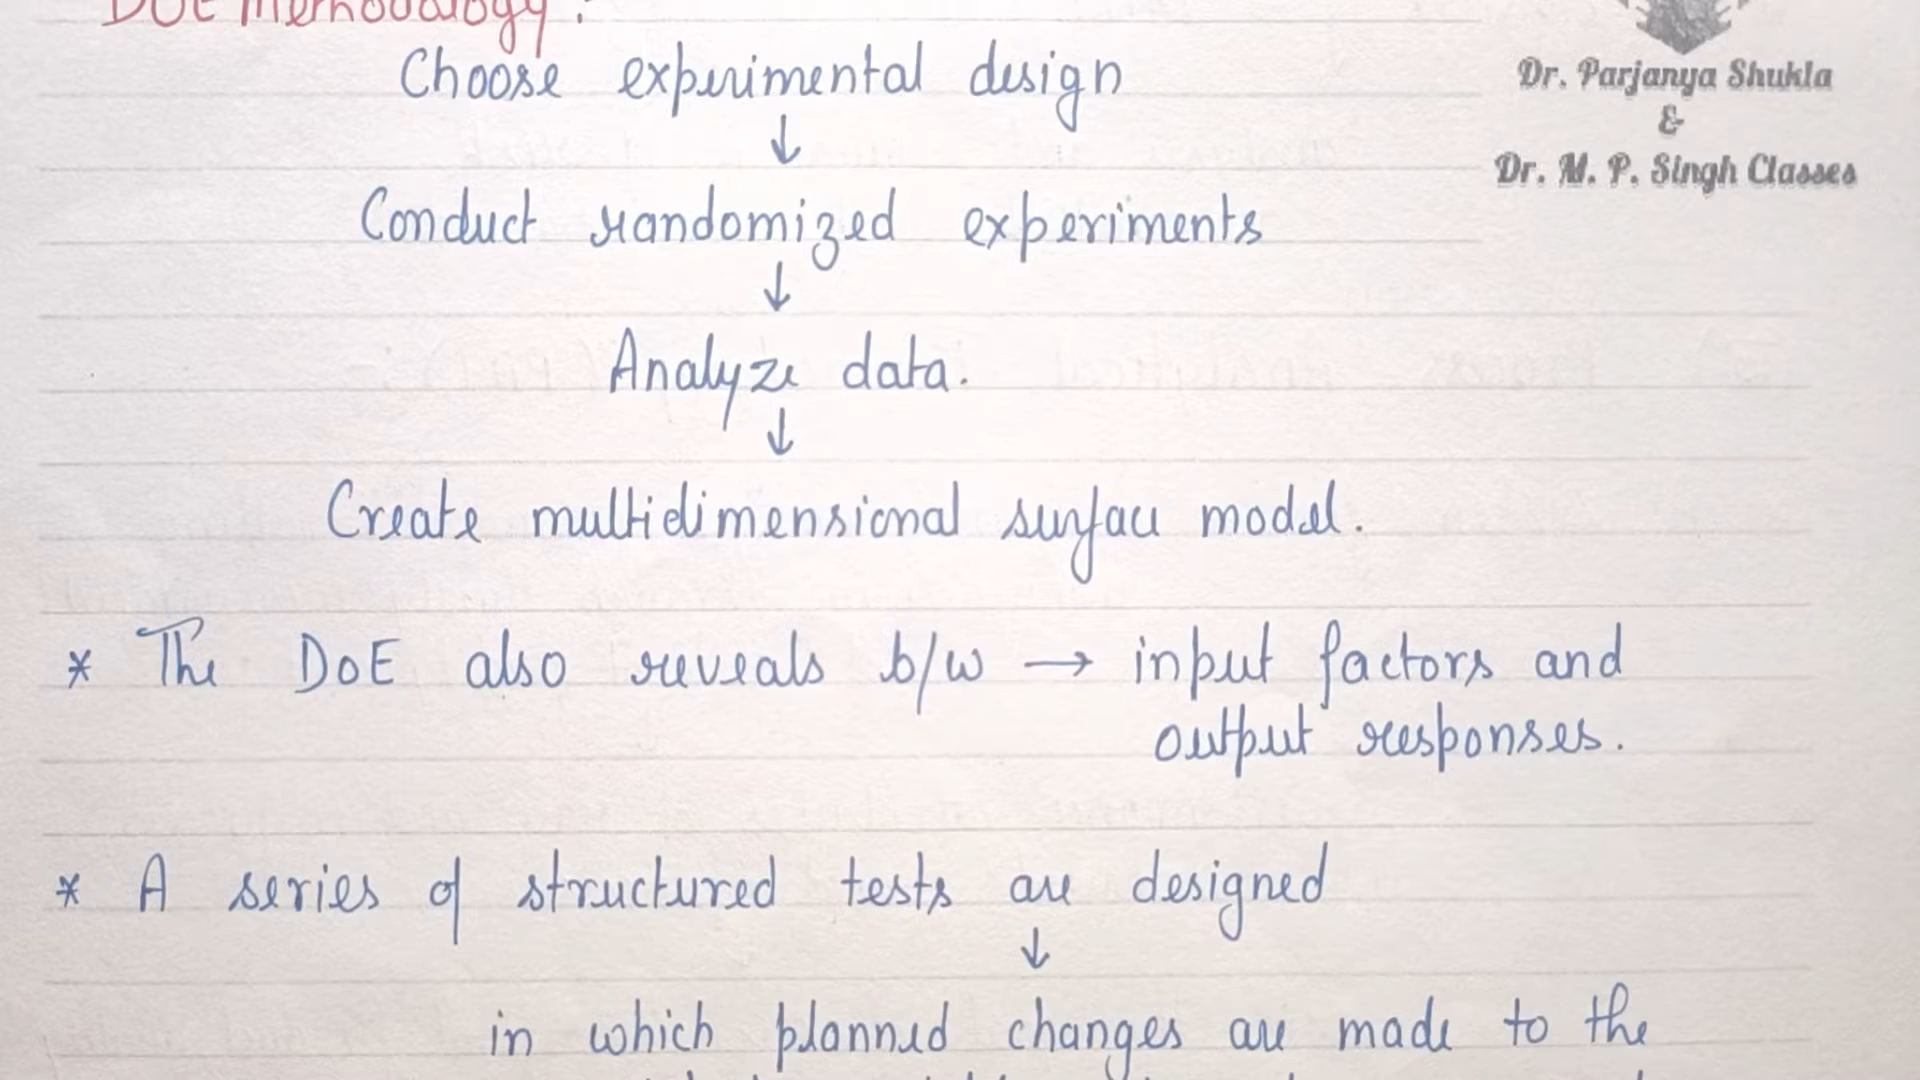 DOE Methodology:
Choose experimental design
↓
Conduct randomized experiments
↓
Analyze data.
↓
Create multidimensional surface model.
* The DoE also reveals b/w → input factors and
output responses.
* A series of structured tests are designed
↓
in which planned changes are made to the
Dr. Parjanya Shukla
&
Dr. M. P. Singh Classes